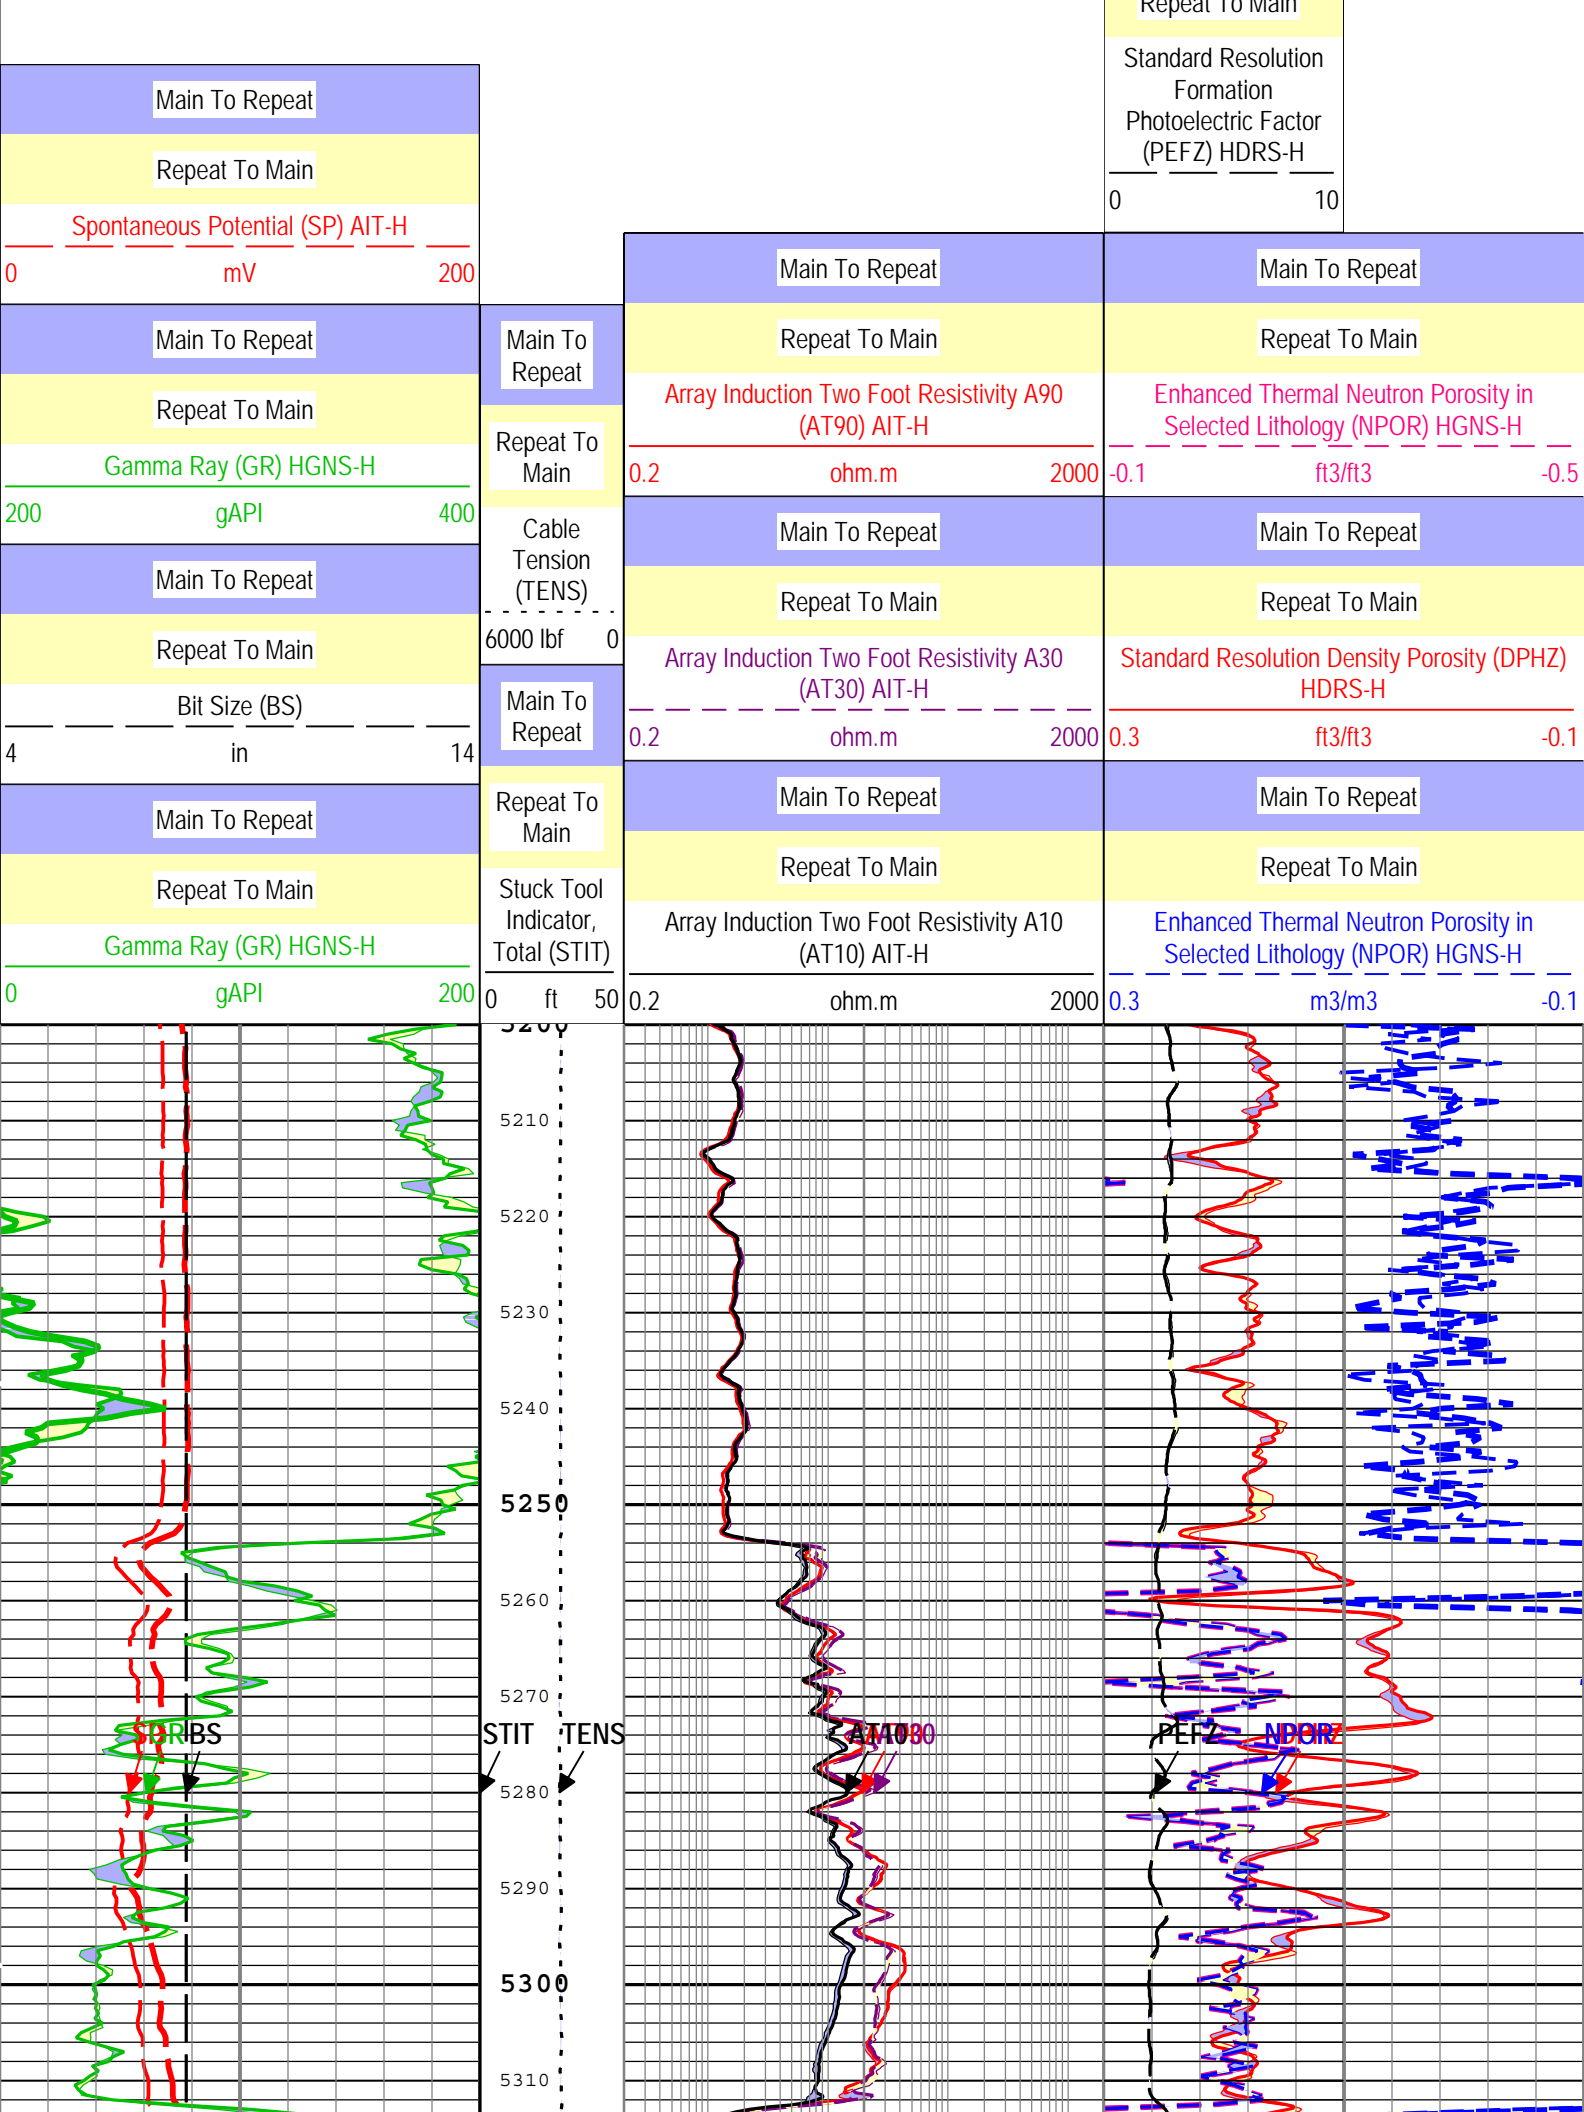 Repeat To Main
Standard Resolution
Formation
Photoelectric Factor
(PEFZ) HDRS-H
0 10
Main To Repeat
Repeat To Main
Spontaneous Potential (SP) AIT-H
0 mV 200
Main To Repeat
Repeat To Main
Gamma Ray (GR) HGNS-H
200 gAPI 400
Main To Repeat
Repeat To Main
Bit Size (BS)
4 in 14
Main To Repeat
Repeat To Main
Gamma Ray (GR) HGNS-H
0 gAPI 200
Main To
Repeat
Repeat To
Main
Cable
Tension
(TENS)
6000 lbf 0
Main To
Repeat
Repeat To
Main
Stuck Tool
Indicator,
Total (STIT)
0 ft 50
Main To Repeat
Repeat To Main
Array Induction Two Foot Resistivity A90
(AT90) AIT-H
0.2 ohm.m 2000
Main To Repeat
Repeat To Main
Array Induction Two Foot Resistivity A30
(AT30) AIT-H
0.2 ohm.m 2000
Main To Repeat
Repeat To Main
Array Induction Two Foot Resistivity A10
(AT10) AIT-H
0.2 ohm.m 2000
Main To Repeat
Repeat To Main
Enhanced Thermal Neutron Porosity in
Selected Lithology (NPOR) HGNS-H
-0.1 ft3/ft3 -0.5
Main To Repeat
Repeat To Main
Standard Resolution Density Porosity (DPHZ)
HDRS-H
0.3 ft3/ft3 -0.1
Main To Repeat
Repeat To Main
Enhanced Thermal Neutron Porosity in
Selected Lithology (NPOR) HGNS-H
0.3 m3/m3 -0.1
5200
5210
5220
5230
5240
5250
5260
5270
GR BS STIT TENS AT10 PEFZ NPOR
5280
5290
5300
5310